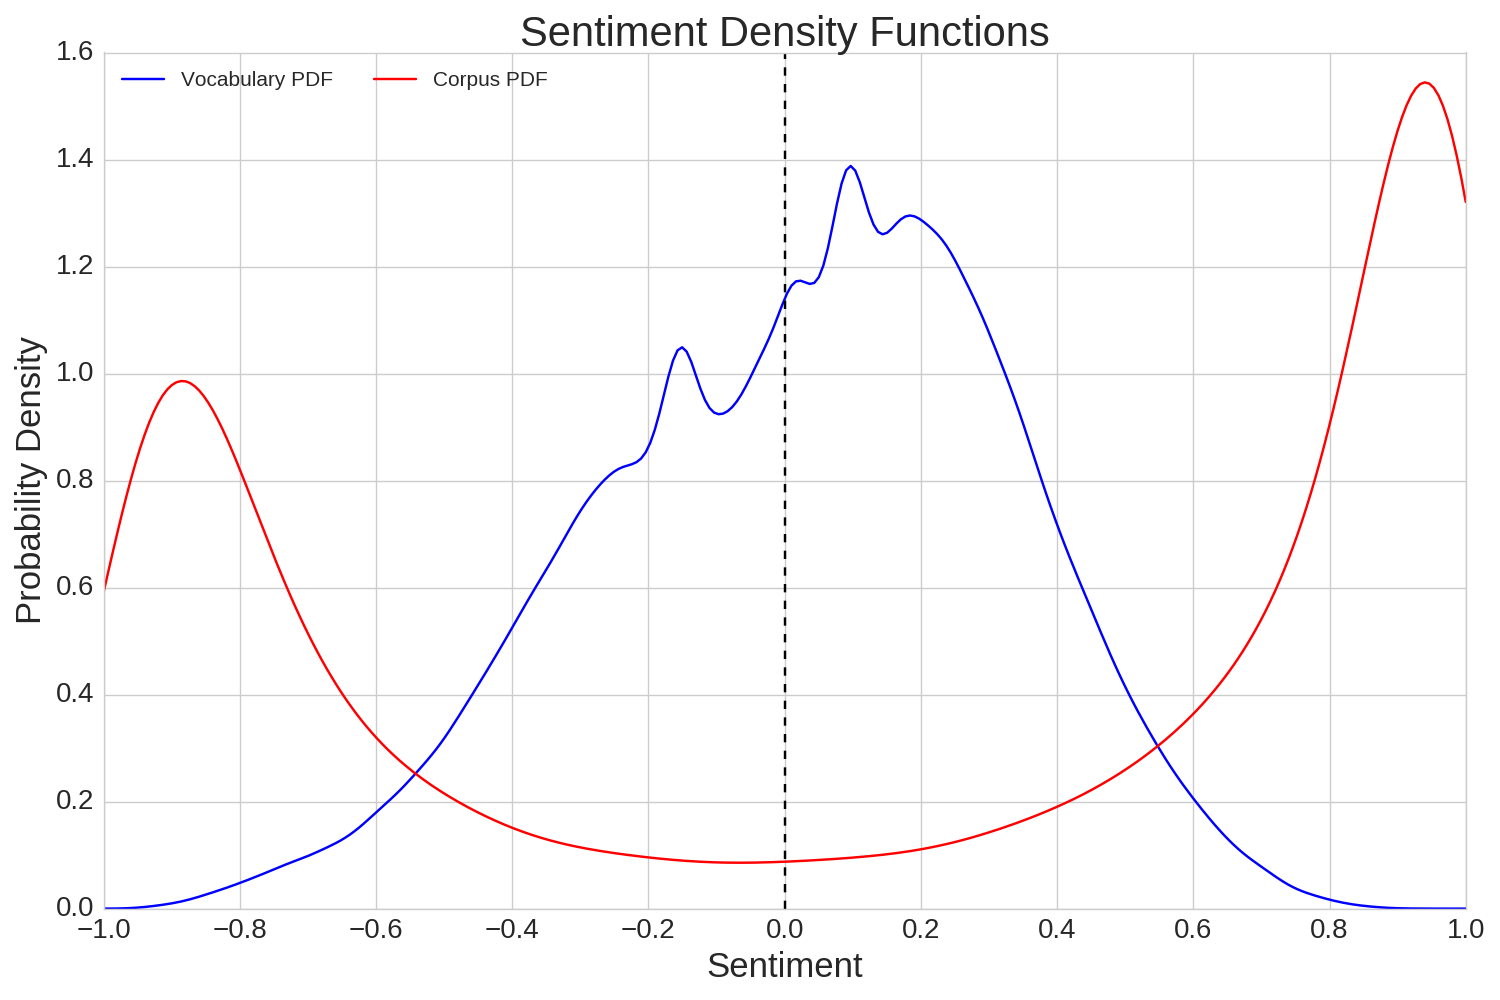 Sentiment Density Functions
Vocabulary PDF Corpus PDF
Probability Density
1.6
1.4
1.2
1.0
0.8
0.6
0.4
0.2
0.0
−1.0 −0.8 −0.6 −0.4 −0.2 0.0 0.2 0.4 0.6 0.8 1.0
Sentiment